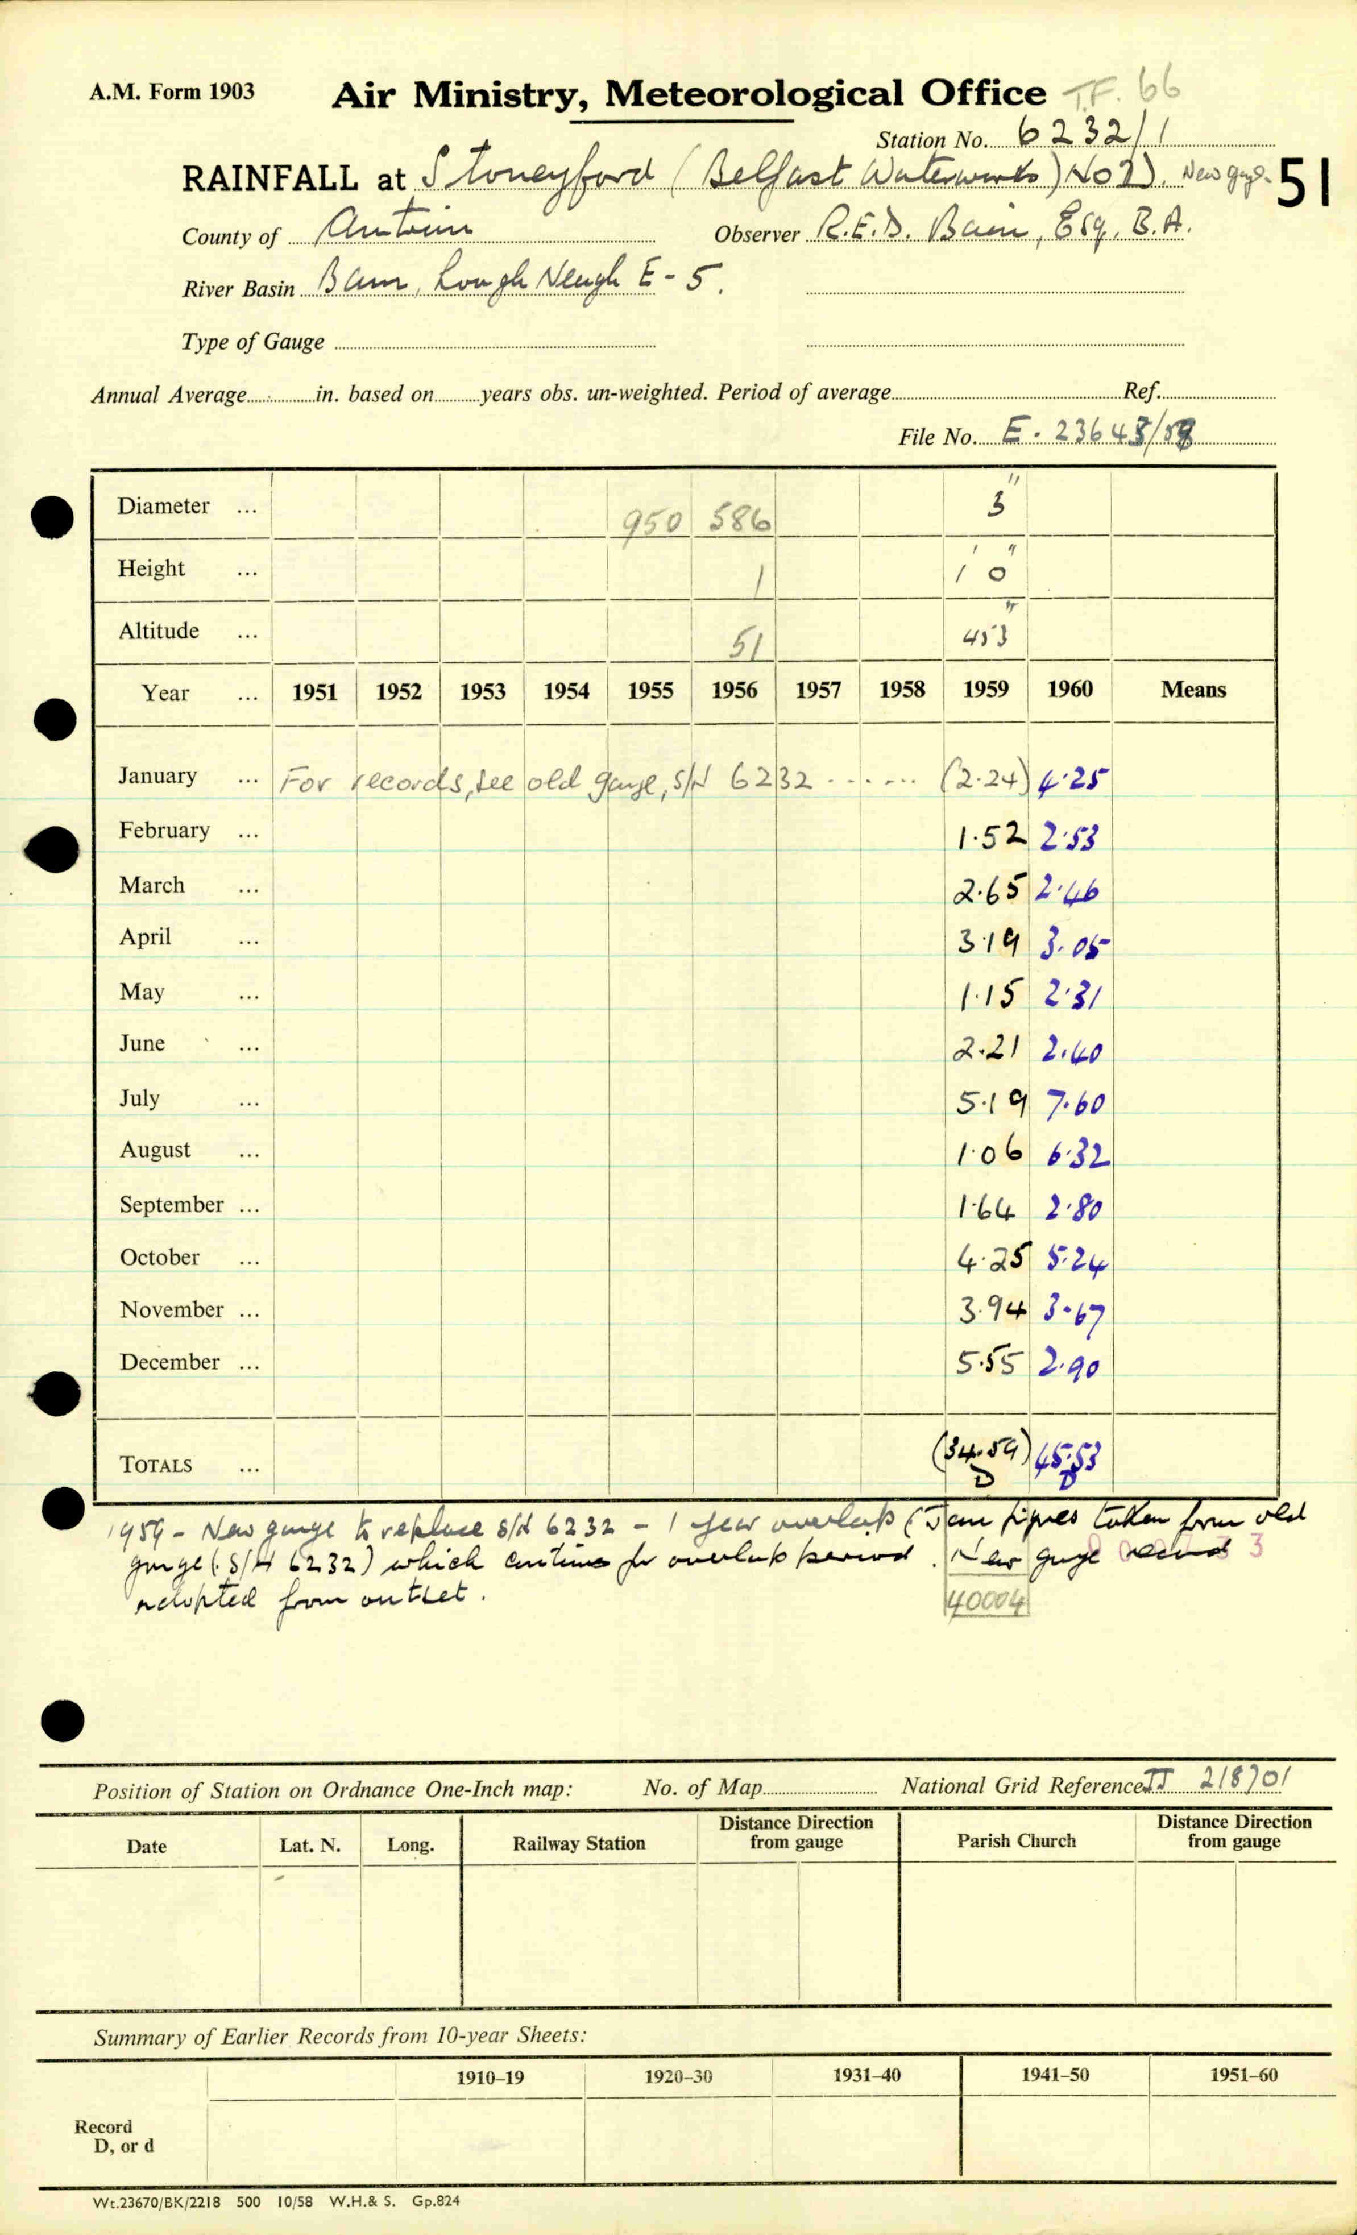 A.M. Form 1903 Air Ministry, Meteorological Office T.F. 66
Station No. 6232/1
RAINFALL at Stoneyford (Belfast Waterworks) No 2). New gauge. 51
County of Antrim Observer R.E.D. Bain, Esq, B.A.
River Basin Bann, Lough Neagh E-5.
Type of Gauge
Annual Average in. based on years obs. un-weighted. Period of average Ref.
File No. E. 23643/
Diameter ... 950 586 3"
Height ... 1 1' 0"
Altitude ... 51 453"
Year ... 1951 1952 1953 1954 1955 1956 1957 1958 1959 1960 Means
January ... For records, see old gauge, S/N 6232 ....... (2.24) 4.25
February ... 1.52 2.53
March ... 2.65 2.46
April ... 3.19 3.05
May ... 1.15 2.31
June ... 2.21 2.40
July ... 5.19 7.60
August ... 1.06 6.32
September ... 1.64 2.80
October ... 4.25 5.24
November ... 3.94 3.67
December ... 5.55 2.90
TOTALS ... (34.59) 45.53
D D
1959 - New gauge to replace S/N 6232 - 1 year overlap (Jan figures taken from old
gauge (S/N 6232) which continues for overlap period. New gauge record
adopted from outset.
40004
Position of Station on Ordnance One-Inch map: No. of Map National Grid Reference IJ 218701
Date Lat. N. Long. Railway Station Distance Direction from gauge Parish Church Distance Direction from gauge
Summary of Earlier Records from 10-year Sheets:
1910-19 1920-30 1931-40 1941-50 1951-60
Record
D, or d
Wt.23670/BK/2218 500 10/58 W.H.& S. Gp.824